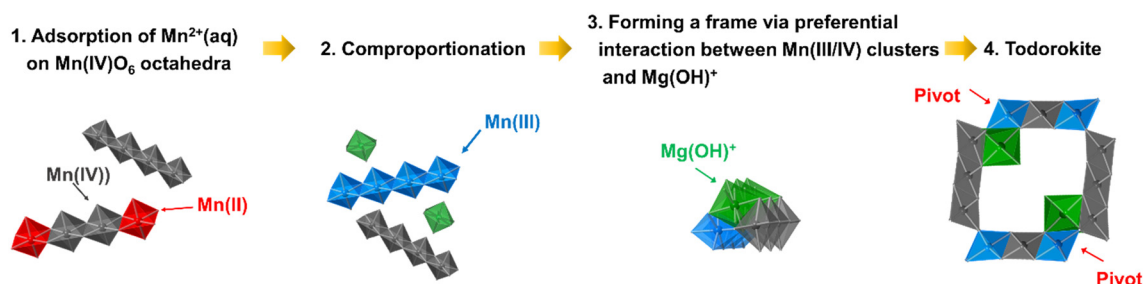 1. Adsorption of Mn²⁺(aq)
on Mn(IV)O₆ octahedra
2. Comproportionation
3. Forming a frame via preferential
interaction between Mn(III/IV) clusters
and Mg(OH)⁺
4. Todorokite
Mn(IV))
Mn(II)
Mn(III)
Mg(OH)⁺
Pivot
Pivot